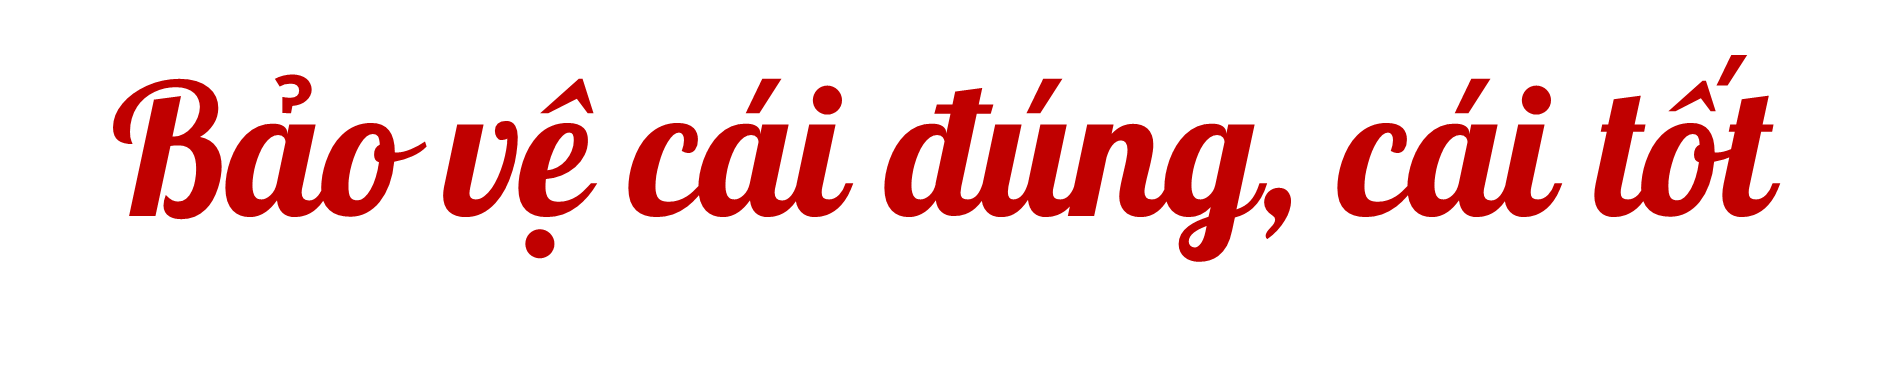 Bảo vệ cái đúng, cái tốt